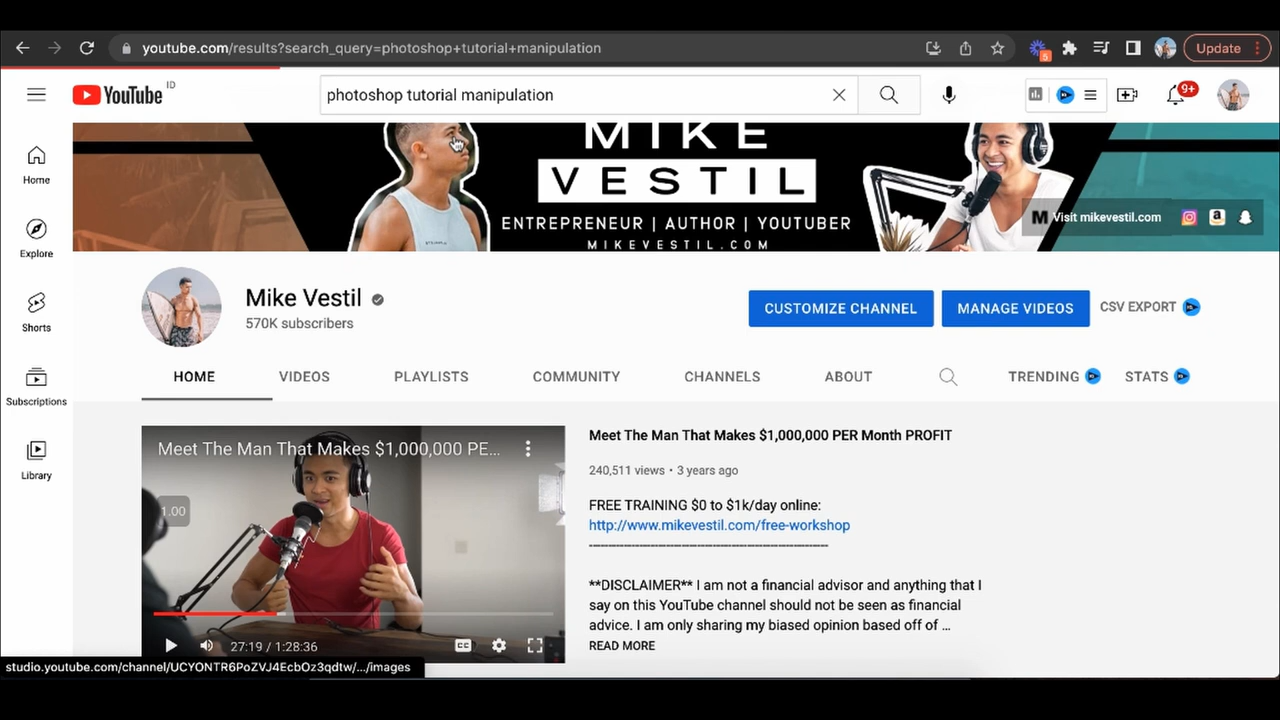 youtube.com/results?search_query=photoshop+tutorial+manipulation
5
Update
YouTube ID
photoshop tutorial manipulation
9+
Home
Explore
Shorts
Subscriptions
Library
MIKE
VESTIL
ENTREPRENEUR | AUTHOR | YOUTUBER
MIKEVESTIL.COM
M Visit mikevestil.com
Mike Vestil
570K subscribers
CUSTOMIZE CHANNEL
MANAGE VIDEOS
CSV EXPORT
HOME
VIDEOS
PLAYLISTS
COMMUNITY
CHANNELS
ABOUT
TRENDING
STATS
Meet The Man That Makes $1,000,000 PE...
1.00
27:19 / 1:28:36
CC
Meet The Man That Makes $1,000,000 PER Month PROFIT
240,511 views • 3 years ago
FREE TRAINING $0 to $1k/day online:
http://www.mikevestil.com/free-workshop
------------------------------------------------------------
**DISCLAIMER** I am not a financial advisor and anything that I
say on this YouTube channel should not be seen as financial
advice. I am only sharing my biased opinion based off of ...
READ MORE
studio.youtube.com/channel/UCYONTR6PoZVJ4EcbOz3qdtw/.../images